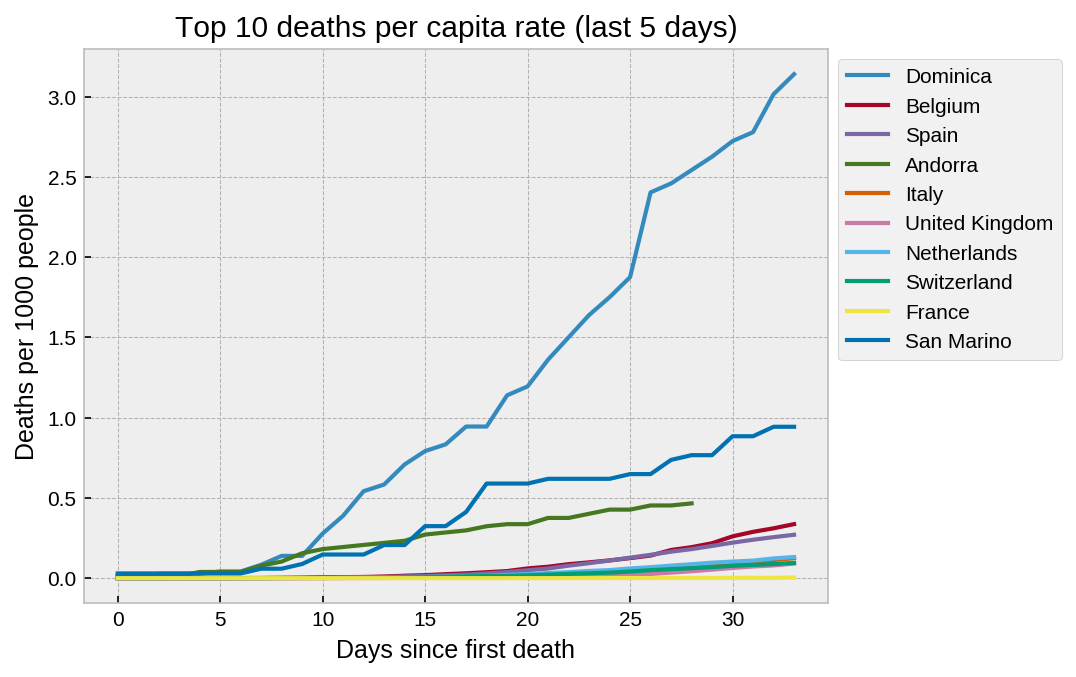 Top 10 deaths per capita rate (last 5 days)
Deaths per 1000 people
3.0
2.5
2.0
1.5
1.0
0.5
0.0
0 5 10 15 20 25 30
Days since first death
Dominica
Belgium
Spain
Andorra
Italy
United Kingdom
Netherlands
Switzerland
France
San Marino